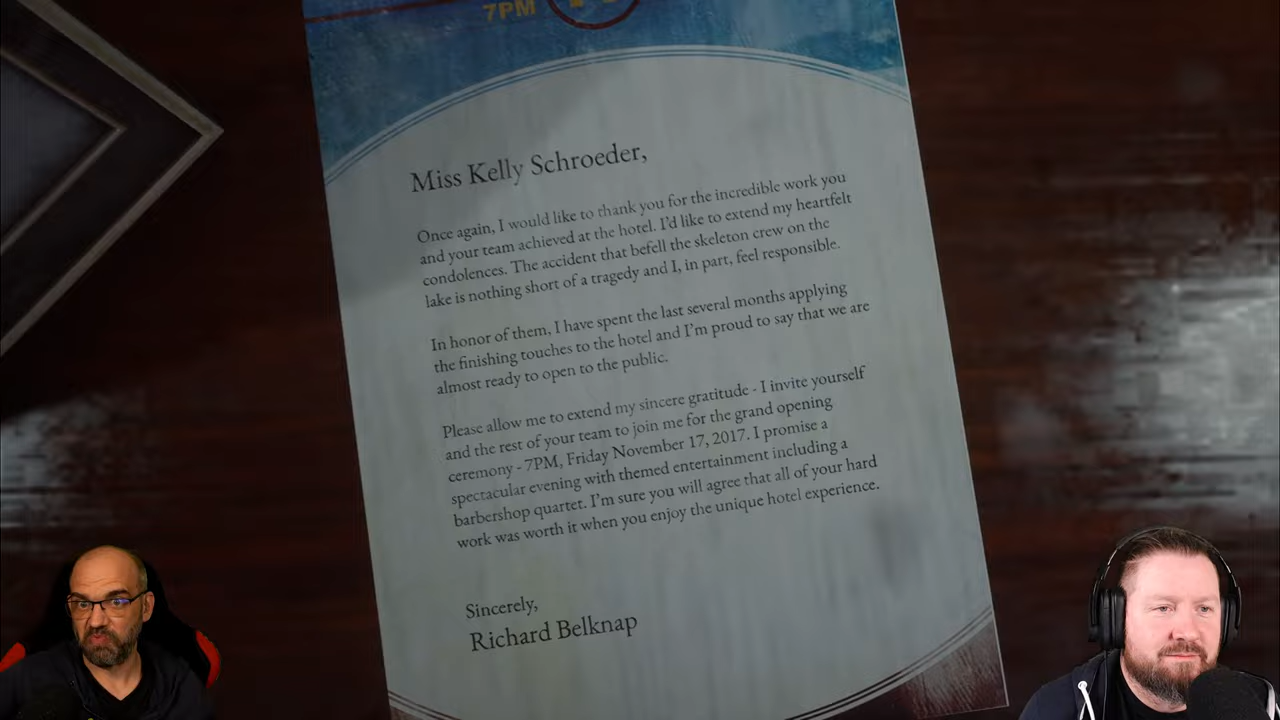 7PM
Miss Kelly Schroeder,
Once again, I would like to thank you for the incredible work you
and your team achieved at the hotel. I'd like to extend my heartfelt
condolences. The accident that befell the skeleton crew on the
lake is nothing short of a tragedy and I, in part, feel responsible.
In honor of them, I have spent the last several months applying
the finishing touches to the hotel and I'm proud to say that we are
almost ready to open to the public.
Please allow me to extend my sincere gratitude - I invite yourself
and the rest of your team to join me for the grand opening
ceremony - 7PM, Friday November 17, 2017. I promise a
spectacular evening with themed entertainment including a
barbershop quartet. I'm sure you will agree that all of your hard
work was worth it when you enjoy the unique hotel experience.
Sincerely,
Richard Belknap